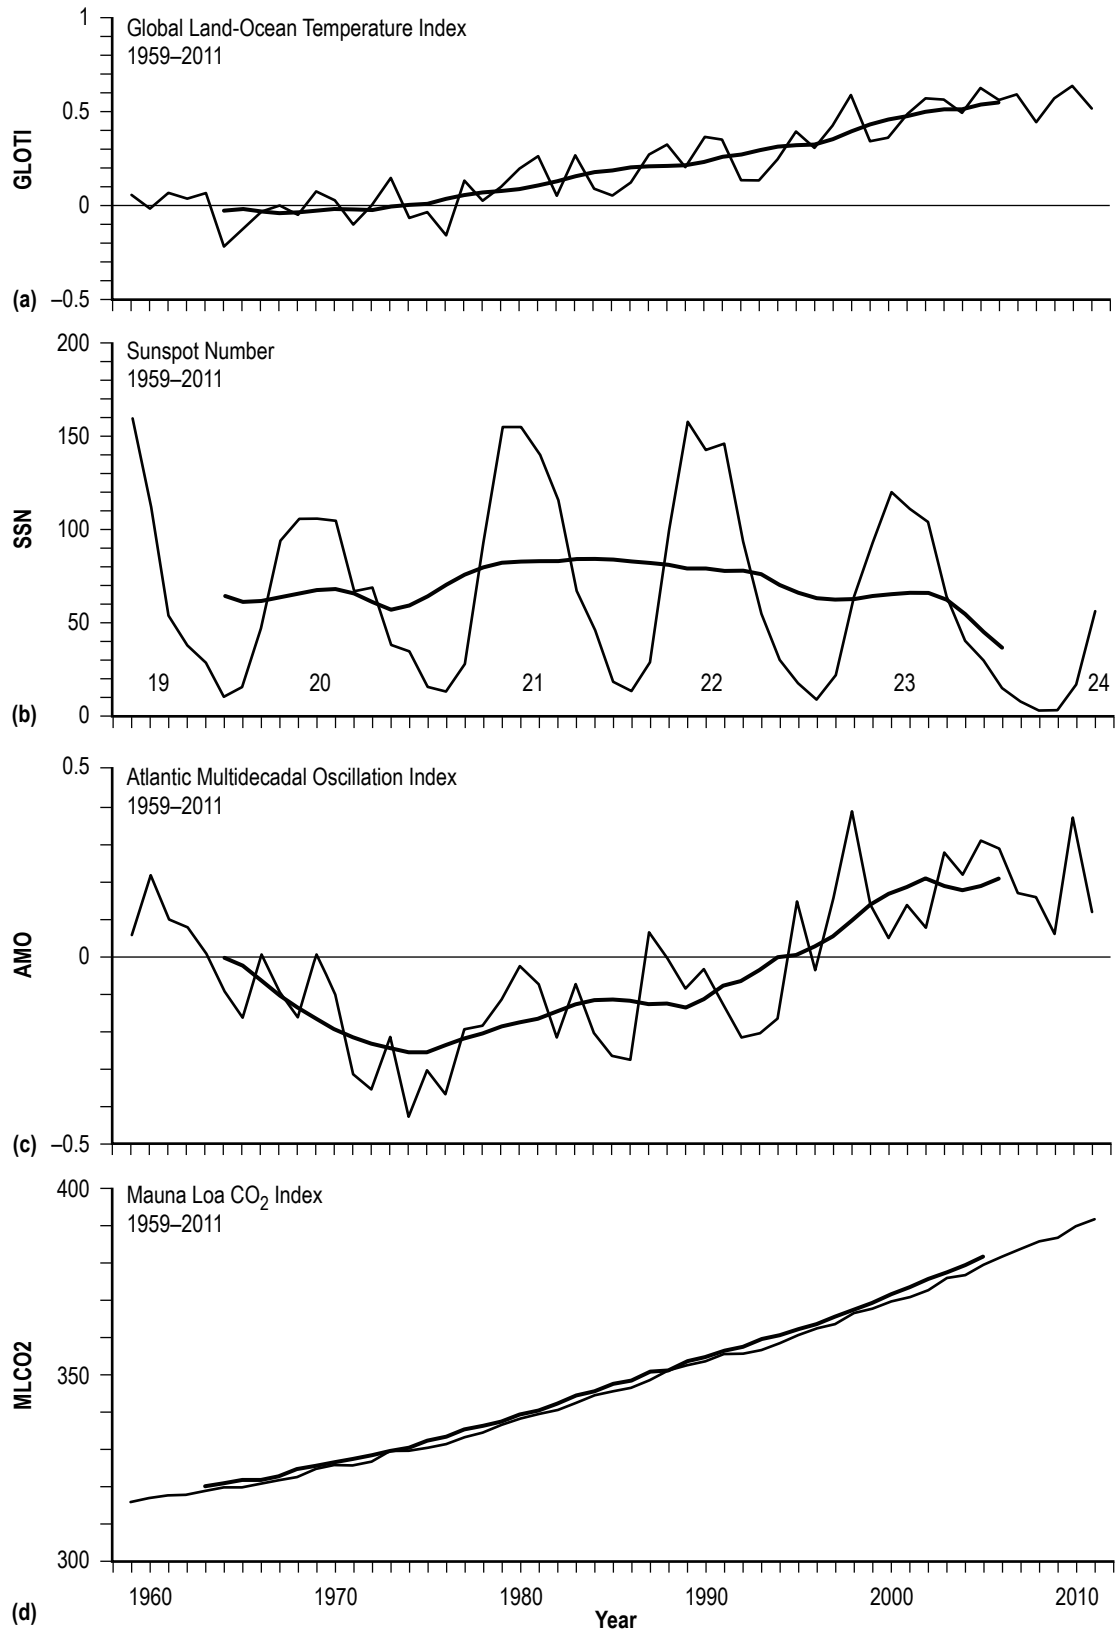 1
Global Land-Ocean Temperature Index
1959–2011
0.5
GLOTI
0
(a)
–0.5
200
Sunspot Number
1959–2011
150
SSN
100
50
19
20
21
22
23
24
(b)
0
0.5
Atlantic Multidecadal Oscillation Index
1959–2011
AMO
0
(c)
–0.5
400
Mauna Loa CO2 Index
1959–2011
MLCO2
350
300
1960
1970
1980
1990
2000
2010
(d)
Year